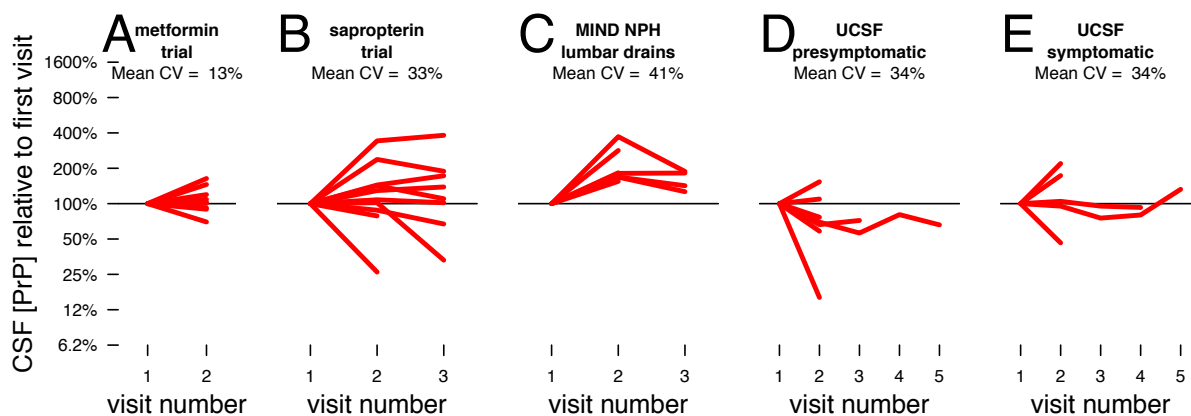 A metformin
trial
Mean CV = 13%
B sapropterin
trial
Mean CV = 33%
C MIND NPH
lumbar drains
Mean CV = 41%
D UCSF
presymptomatic
Mean CV = 34%
E UCSF
symptomatic
Mean CV = 34%
CSF [PrP] relative to first visit
1600%
800%
400%
200%
100%
50%
25%
12%
6.2%
1 2
visit number
1 2 3
visit number
1 2 3
visit number
1 2 3 4 5
visit number
1 2 3 4 5
visit number